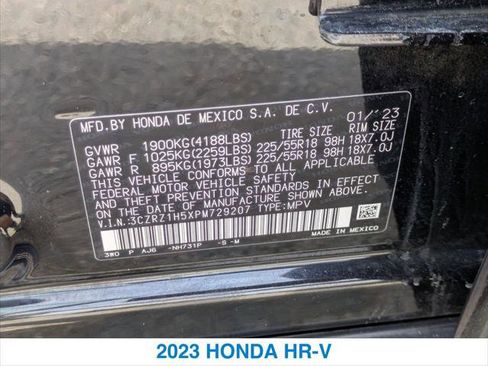 MFD.BY HONDA DE MEXICO S.A. DE C.V. 01/23
GVWR 1900KG(4188LBS) TIRE SIZE RIM SIZE
GAWR F 1025KG(2259LBS) 225/55R18 98H 18X7.0J
GAWR R 895KG(1973LBS) 225/55R18 98H 18X7.0J
THIS VEHICLE CONFORMS TO ALL APPLICABLE
FEDERAL MOTOR VEHICLE SAFETY AND THEFT
PREVENTION STANDARDS IN EFFECT ON THE DATE
OF MANUFACTURE SHOWN ABOVE.
V.I.N.:3CZRZ1H5XPM729207 TYPE:MPV
3W0 P AJ6 -NH731P -S -M MADE IN MEXICO
2023 HONDA HR-V